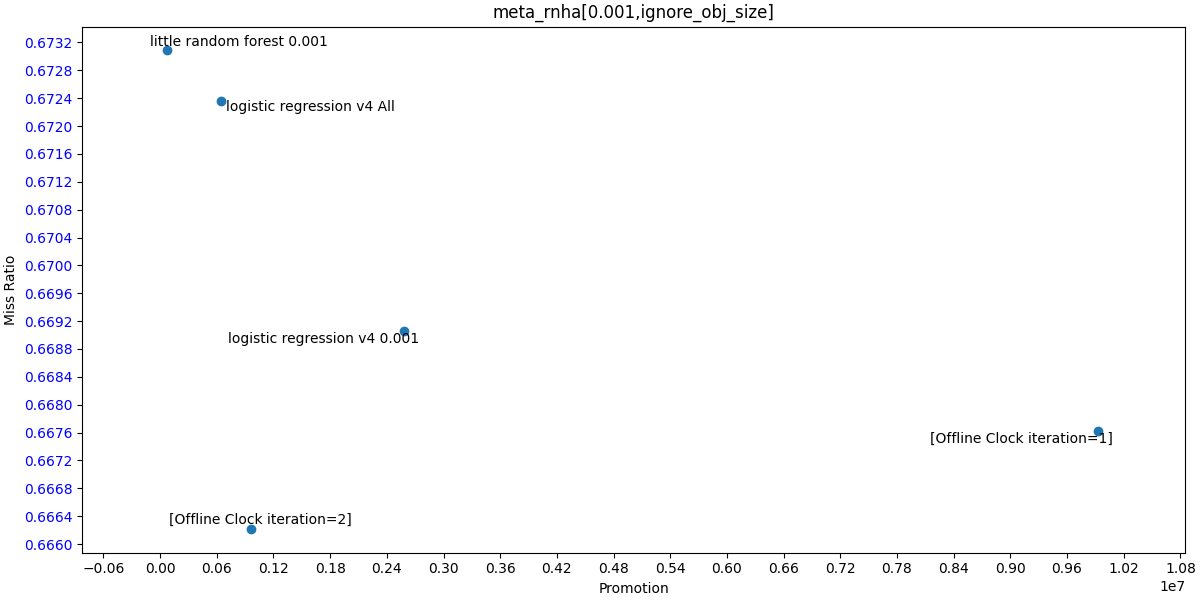 meta_rnha[0.001,ignore_obj_size]
0.6732
0.6728
0.6724
0.6720
0.6716
0.6712
0.6708
0.6704
0.6700
0.6696
0.6692
0.6688
0.6684
0.6680
0.6676
0.6672
0.6668
0.6664
0.6660
Miss Ratio
little random forest 0.001
logistic regression v4 All
logistic regression v4 0.001
[Offline Clock iteration=1]
[Offline Clock iteration=2]
−0.06 0.00 0.06 0.12 0.18 0.24 0.30 0.36 0.42 0.48 0.54 0.60 0.66 0.72 0.78 0.84 0.90 0.96 1.02 1.08
1e7
Promotion